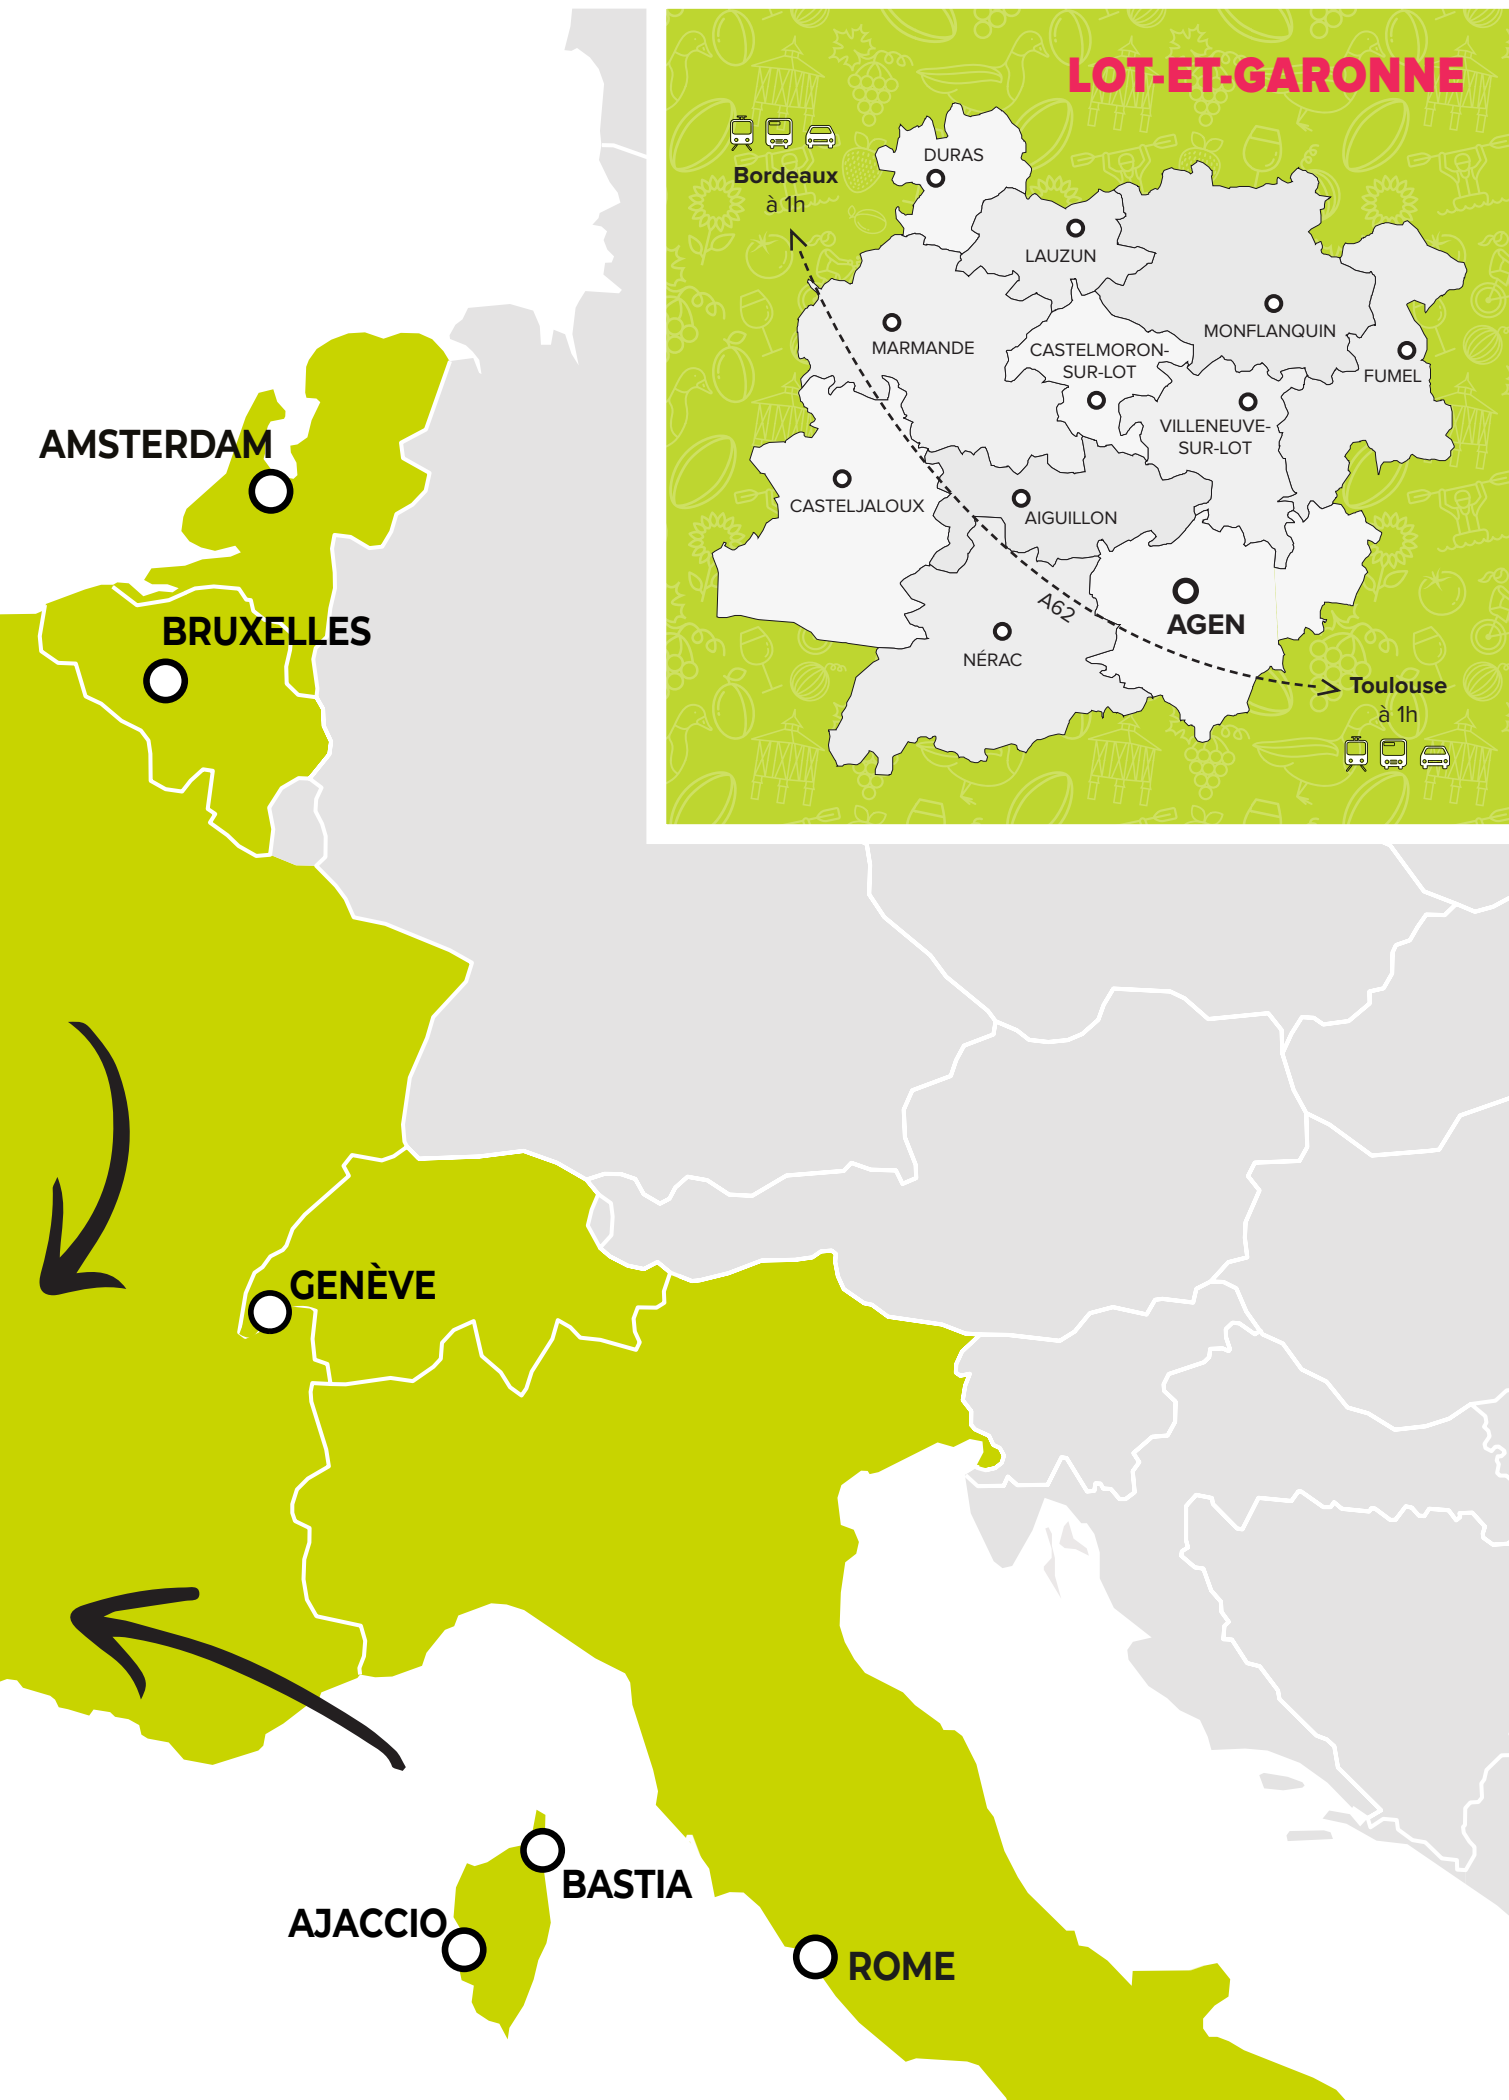 LOT-ET-GARONNE
Bordeaux
à 1h
DURAS
LAUZUN
MARMANDE
CASTELMORON-
SUR-LOT
MONFLANQUIN
FUMEL
VILLENEUVE-
SUR-LOT
CASTELJALOUX
AIGUILLON
A62
AGEN
NÉRAC
Toulouse
à 1h
AMSTERDAM
BRUXELLES
GENÈVE
BASTIA
AJACCIO
ROME